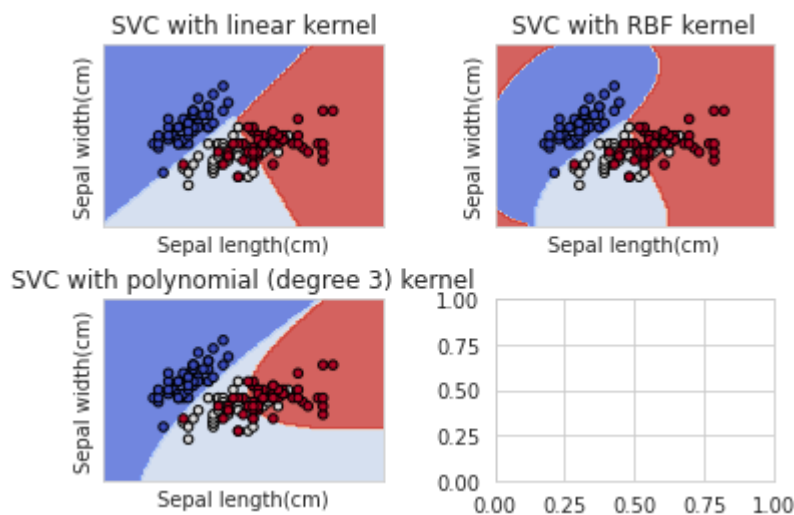 SVC with linear kernel
Sepal width(cm)
Sepal length(cm)
SVC with RBF kernel
Sepal width(cm)
Sepal length(cm)
SVC with polynomial (degree 3) kernel
Sepal width(cm)
Sepal length(cm)
1.00
0.75
0.50
0.25
0.00
0.00 0.25 0.50 0.75 1.00